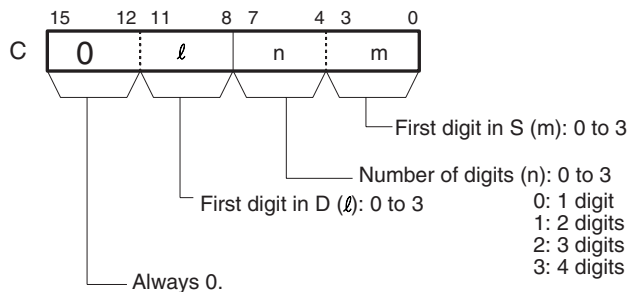 15 12 11 8 7 4 3 0
C 0 ℓ n m
First digit in S (m): 0 to 3
Number of digits (n): 0 to 3
0: 1 digit
1: 2 digits
2: 3 digits
3: 4 digits
First digit in D (ℓ): 0 to 3
Always 0.